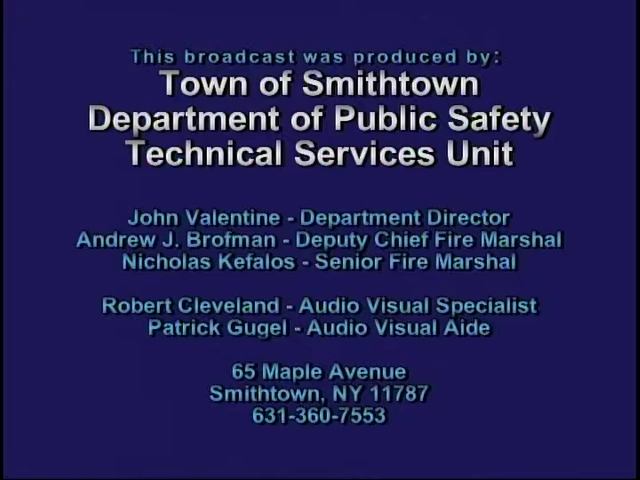 This broadcast was produced by:
Town of Smithtown
Department of Public Safety
Technical Services Unit
John Valentine - Department Director
Andrew J. Brofman - Deputy Chief Fire Marshal
Nicholas Kefalos - Senior Fire Marshal
Robert Cleveland - Audio Visual Specialist
Patrick Gugel - Audio Visual Aide
65 Maple Avenue
Smithtown, NY 11787
631-360-7553